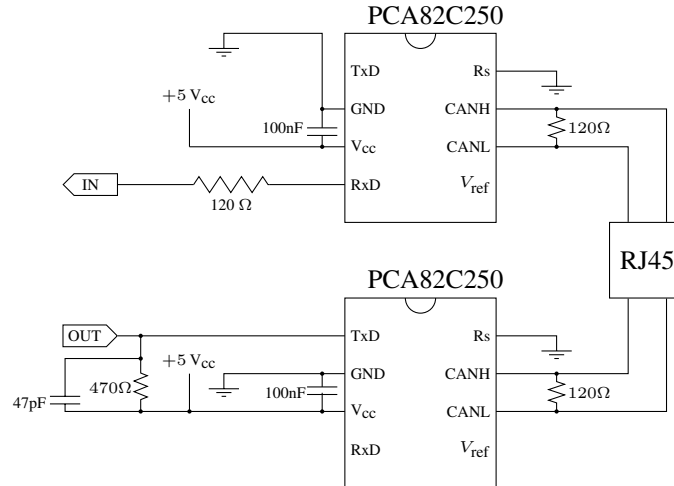 PCA82C250
TxD
Rs
+5 Vcc
GND
CANH
100nF
120Ω
Vcc
CANL
IN
RxD
Vref
120 Ω
RJ45
PCA82C250
OUT
TxD
Rs
+5 Vcc
GND
CANH
470Ω
100nF
120Ω
47pF
Vcc
CANL
RxD
Vref